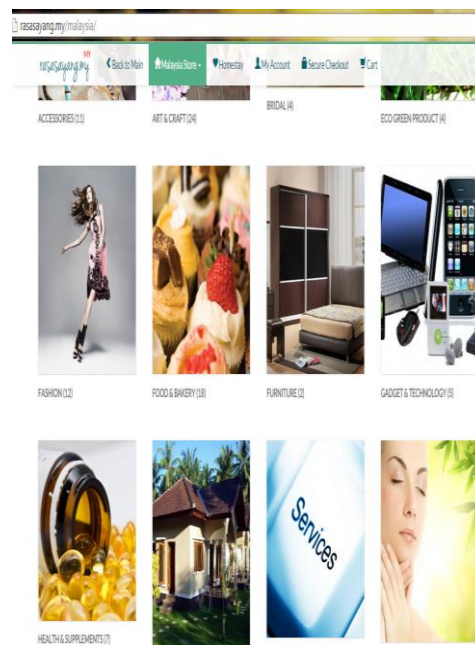 rasasayang.my/malaysia/
rasasayang.my MY Back to Main Malaysia Store Homestay My Account Secure Checkout Cart
ACCESSORIES (11) ART & CRAFT (24) BRIDAL (4) ECO GREEN PRODUCT (4)
FASHION (12) FOOD & BAKERY (18) FURNITURE (2) GADGET & TECHNOLOGY (5)
Services
HEALTH & SUPPLEMENTS (7)